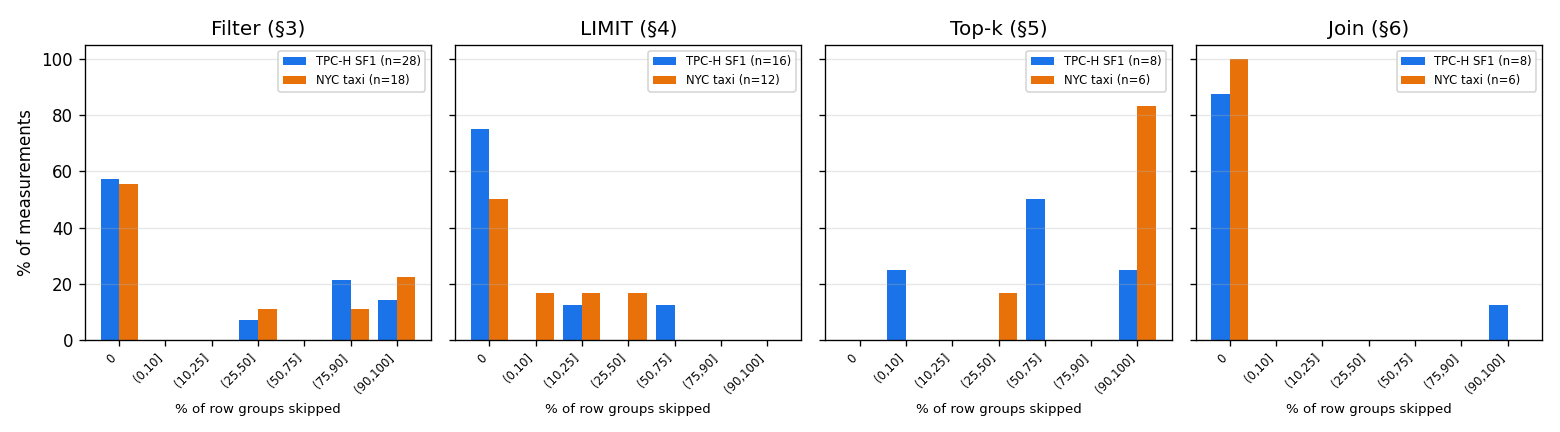 Filter (§3)
LIMIT (§4)
Top-k (§5)
Join (§6)
% of measurements
100
80
60
40
20
0
TPC-H SF1 (n=28)
NYC taxi (n=18)
TPC-H SF1 (n=16)
NYC taxi (n=12)
TPC-H SF1 (n=8)
NYC taxi (n=6)
TPC-H SF1 (n=8)
NYC taxi (n=6)
0
(0,10]
(10,25]
(25,50]
(50,75]
(75,90]
(90,100]
0
(0,10]
(10,25]
(25,50]
(50,75]
(75,90]
(90,100]
0
(0,10]
(10,25]
(25,50]
(50,75]
(75,90]
(90,100]
0
(0,10]
(10,25]
(25,50]
(50,75]
(75,90]
(90,100]
% of row groups skipped
% of row groups skipped
% of row groups skipped
% of row groups skipped